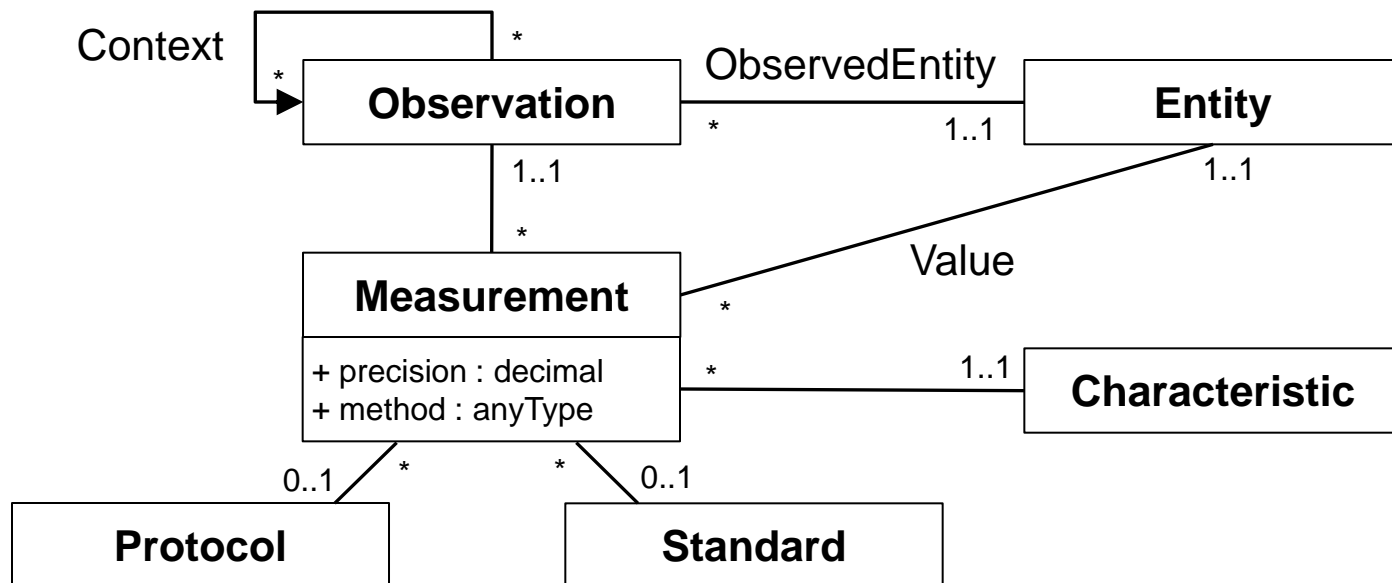 Context
*
*
Observation
ObservedEntity
*
1..1
Entity
1..1
*
1..1
Value
*
Measurement
+ precision : decimal
+ method : anyType
*
1..1
Characteristic
0..1
*
*
0..1
Protocol
Standard